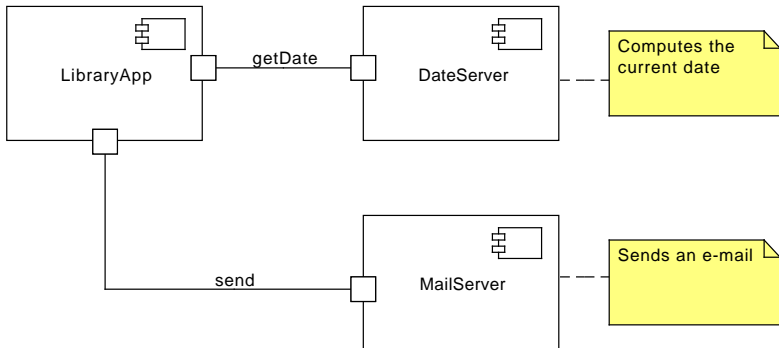 LibraryApp
getDate
DateServer
Computes the
current date
send
MailServer
Sends an e-mail